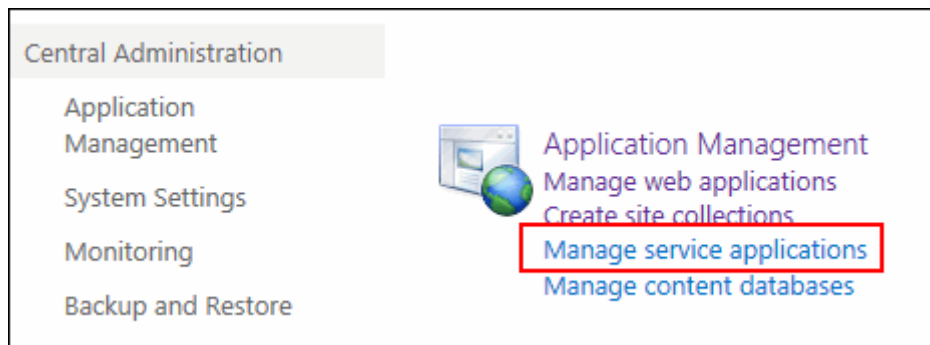 Central Administration
Application
Management
System Settings
Monitoring
Backup and Restore
Application Management
Manage web applications
Create site collections
Manage service applications
Manage content databases